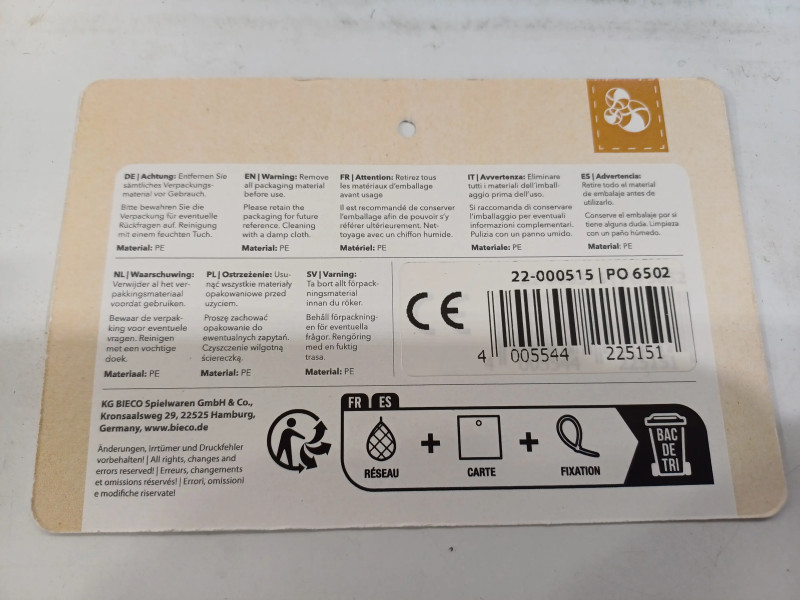 DE | Achtung: Entfernen Sie
sämtliches Verpackungs-
material vor Gebrauch.
Bitte bewahren Sie die
Verpackung für eventuelle
Rückfragen auf. Reinigung
mit einem feuchten Tuch.
Material: PE
EN | Warning: Remove
all packaging material
before use.
Please retain the
packaging for future
reference. Cleaning
with a damp cloth.
Material: PE
FR | Attention: Retirez tous
les matériaux d'emballage
avant usage
Il est recommandé de conserver
l'emballage afin de pouvoir s'y
référer ultérieurement. Net-
toyage avec un chiffon humide.
Matériel: PE
IT | Avvertenza: Eliminare
tutti i materiali dell'imball-
aggio prima dell'uso.
Si raccomanda di conservare
l'imballaggio per eventuali
informazioni complementari.
Pulizia con un panno umido.
Materiale: PE
ES | Advertencia:
Retire todo el material
de embalaje antes de
utilizarlo.
Conserve el embalaje por si
tiene alguna duda. Limpieza
con un paño húmedo.
Material: PE
NL | Waarschuwing:
Verwijder al het ver-
pakkingsmateriaal
voordat gebruiken.
Bewaar de verpak-
king voor eventuele
vragen. Reinigen
met een vochtige
doek.
Materiaal: PE
PL | Ostrzeżenie: Usu-
nąć wszystkie materiały
opakowaniowe przed
użyciem.
Proszę zachować
opakowanie do
ewentualnych zapytań.
Czyszczenie wilgotną
ściereczką.
Material: PE
SV | Varning:
Ta bort allt förpack-
ningsmaterial
innan du röker.
Behåll förpackning-
en för eventuella
frågor. Rengöring
med en fuktig
trasa.
Material: PE
22-000515 | PO 6502
CE
4 005544 225151
KG BIECO Spielwaren GmbH & Co.,
Kronsaalsweg 29, 22525 Hamburg,
Germany, www.bieco.de
Änderungen, Irrtümer und Druckfehler
vorbehalten! | All rights, changes and
errors reserved! | Erreurs, changements
et omissions réservés! | Errori, omissioni
e modifiche riservate!
FR ES
RÉSEAU + CARTE + FIXATION
BAC
DE
TRI